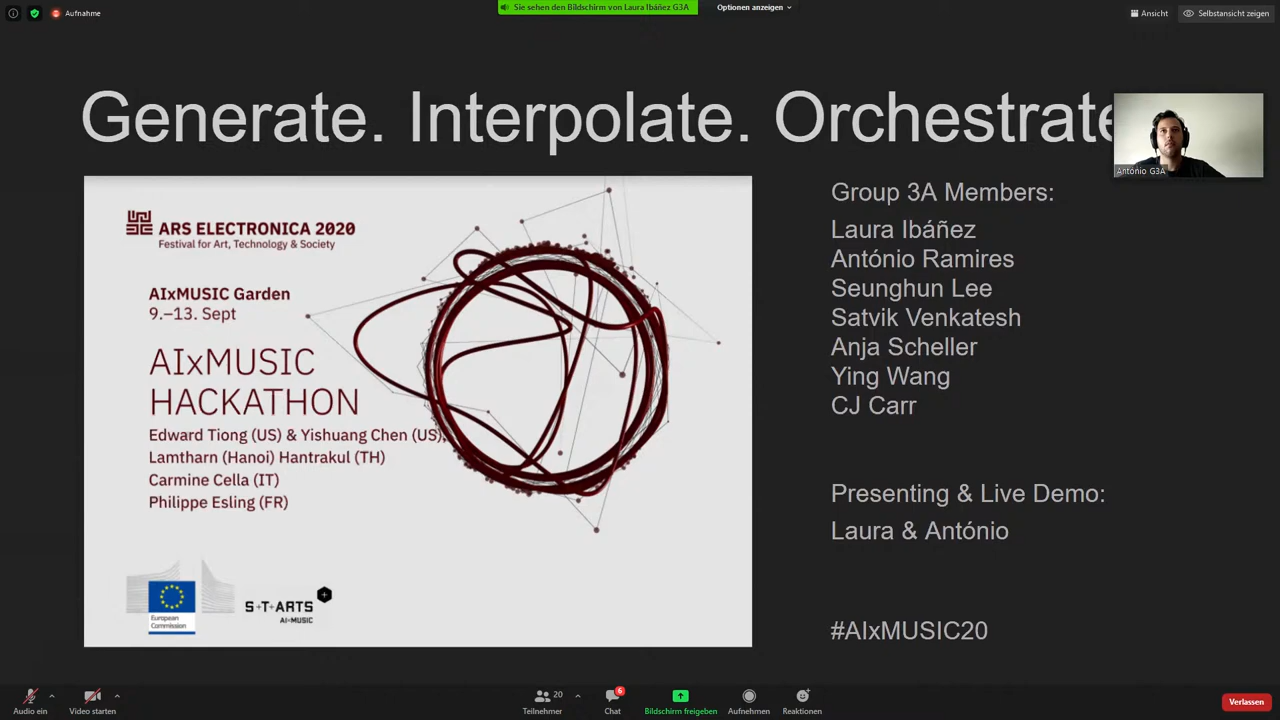 Aufnahme
Sie sehen den Bildschirm von Laura Ibáñez G3A
Optionen anzeigen
Ansicht
Selbstansicht zeigen
Generate. Interpolate. Orchestrate
António G3A
ARS ELECTRONICA 2020
Festival for Art, Technology & Society
AIxMUSIC Garden
9.–13. Sept
AIxMUSIC
HACKATHON
Edward Tiong (US) & Yishuang Chen (US),
Lamtharn (Hanoi) Hantrakul (TH)
Carmine Cella (IT)
Philippe Esling (FR)
European
Commission
S+T+ARTS
AI×MUSIC
Group 3A Members:
Laura Ibáñez
António Ramires
Seunghun Lee
Satvik Venkatesh
Anja Scheller
Ying Wang
CJ Carr
Presenting & Live Demo:
Laura & António
#AIxMUSIC20
Audio ein
Video starten
20
Teilnehmer
6
Chat
Bildschirm freigeben
Aufnehmen
Reaktionen
Verlassen